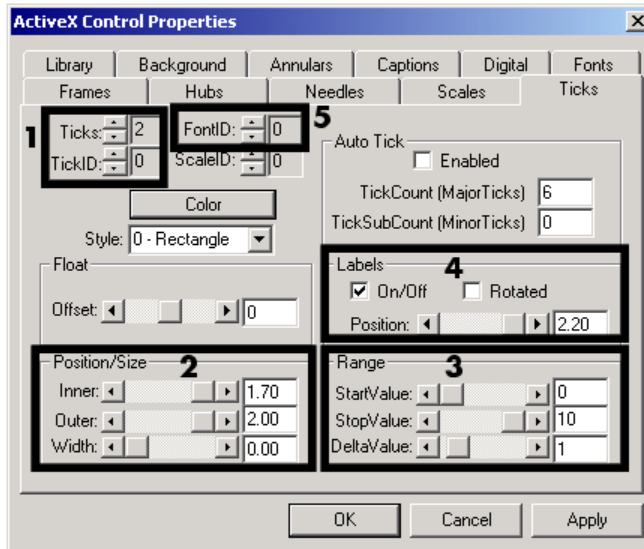 ActiveX Control Properties
Library Background Annulars Captions Digital Fonts
Frames Hubs Needles Scales Ticks
1 Ticks: 2 FontID: 0 5
TickID: 0 ScaleID: 0
Color
Style: 0 - Rectangle
Auto Tick
Enabled
TickCount (MajorTicks) 6
TickSubCount (MinorTicks) 0
Float
Offset: 0
Labels 4
On/Off Rotated
Position: 2.20
Position/Size 2
Inner: 1.70
Outer: 2.00
Width: 0.00
Range 3
StartValue: 0
StopValue: 10
DeltaValue: 1
OK Cancel Apply